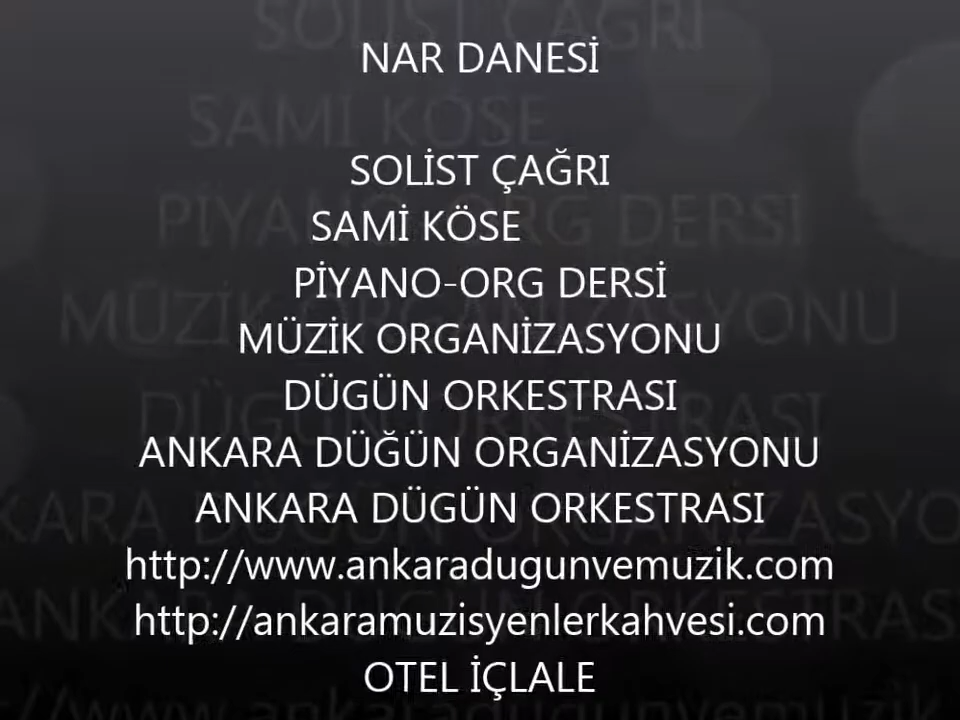 NAR DANESİ
SOLİST ÇAĞRI
SAMİ KÖSE
PİYANO-ORG DERSİ
MÜZİK ORGANİZASYONU
DÜGÜN ORKESTRASI
ANKARA DÜĞÜN ORGANİZASYONU
ANKARA DÜGÜN ORKESTRASI
http://www.ankaradugunvemuzik.com
http://ankaramuzisyenlerkahvesi.com
OTEL İÇLALE